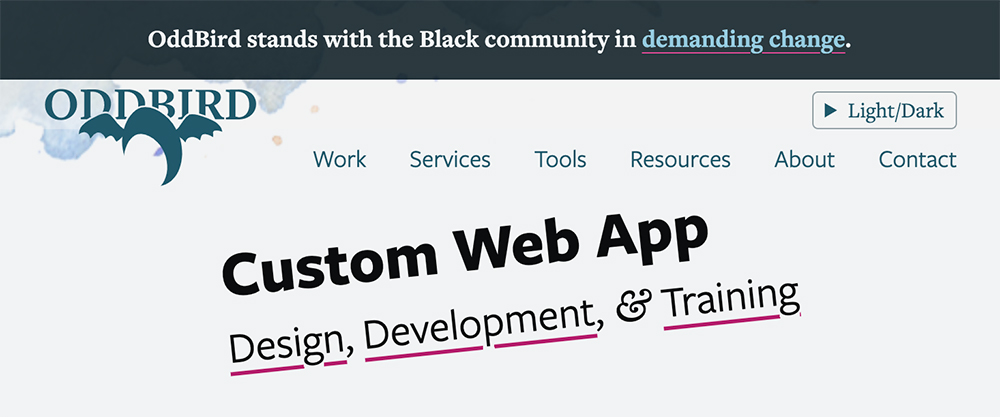 OddBird stands with the Black community in demanding change.
ODDBIRD
Light/Dark
Work Services Tools Resources About Contact
Custom Web App
Design, Development, & Training